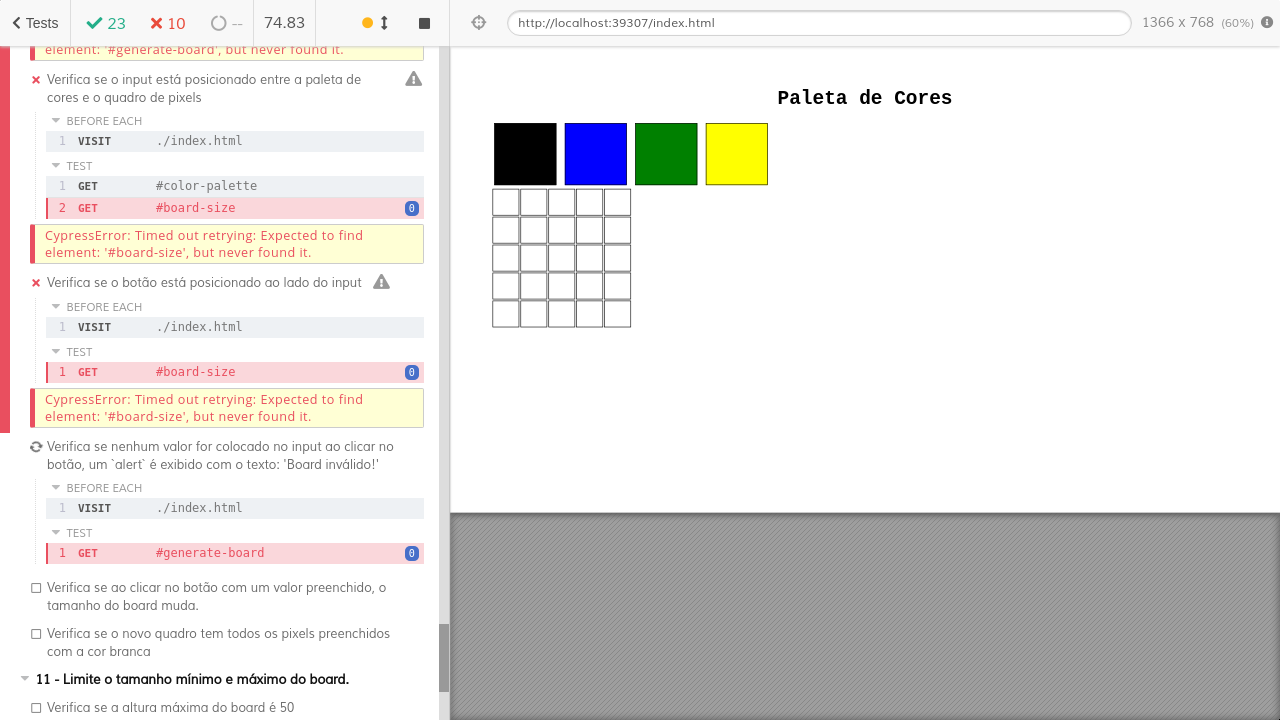 Tests
23
10
--
74.83
http://localhost:39307/index.html
1366 x 768 (60%)
element: '#generate-board', but never found it.
Verifica se o input está posicionado entre a paleta de
cores e o quadro de pixels
BEFORE EACH
1 VISIT ./index.html
TEST
1 GET #color-palette
2 GET #board-size 0
CypressError: Timed out retrying: Expected to find
element: '#board-size', but never found it.
Verifica se o botão está posicionado ao lado do input
BEFORE EACH
1 VISIT ./index.html
TEST
1 GET #board-size 0
CypressError: Timed out retrying: Expected to find
element: '#board-size', but never found it.
Verifica se nenhum valor for colocado no input ao clicar no
botão, um `alert` é exibido com o texto: 'Board inválido!'
BEFORE EACH
1 VISIT ./index.html
TEST
1 GET #generate-board 0
Verifica se ao clicar no botão com um valor preenchido, o
tamanho do board muda.
Verifica se o novo quadro tem todos os pixels preenchidos
com a cor branca
11 - Limite o tamanho mínimo e máximo do board.
Verifica se a altura máxima do board é 50
Paleta de Cores